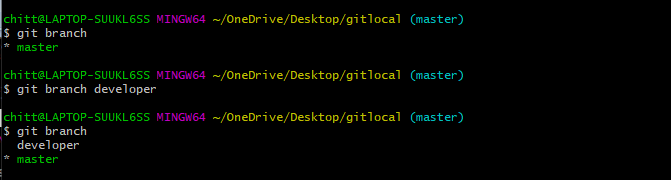 chitt@LAPTOP-SUUKL6SS MINGW64 ~/OneDrive/Desktop/gitlocal (master)
$ git branch
* master
chitt@LAPTOP-SUUKL6SS MINGW64 ~/OneDrive/Desktop/gitlocal (master)
$ git branch developer
chitt@LAPTOP-SUUKL6SS MINGW64 ~/OneDrive/Desktop/gitlocal (master)
$ git branch
  developer
* master